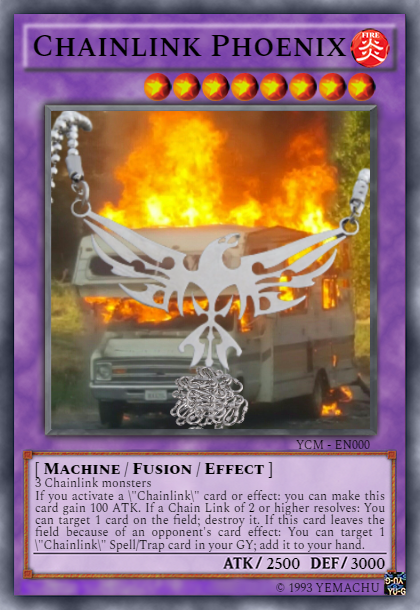 CHAINLINK PHOENIX
FIRE
炎
YCM - EN000
[ MACHINE / FUSION / EFFECT ]
3 Chainlink monsters
If you activate a \"Chainlink\" card or effect: you can make this
card gain 100 ATK. If a Chain Link of 2 or higher resolves: You
can target 1 card on the field; destroy it. If this card leaves the
field because of an opponent's card effect: You can target 1
\"Chainlink\" Spell/Trap card in your GY; add it to your hand.
ATK / 2500 DEF / 3000
© 1993 YEMACHU